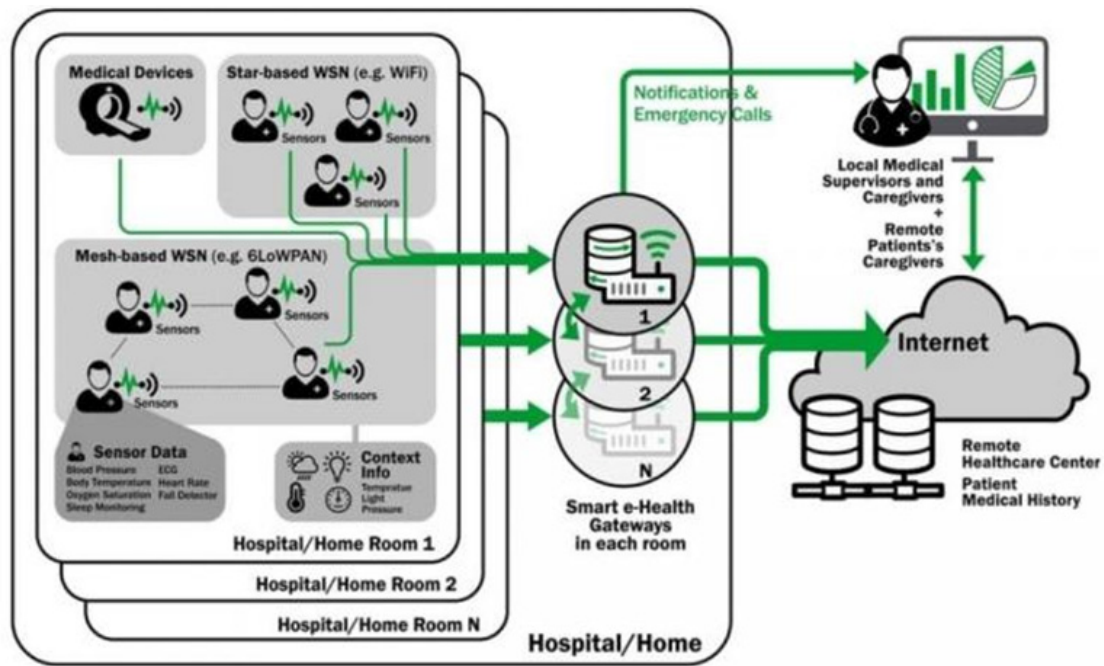 Medical Devices
Star-based WSN (e.g. WiFi)
Sensors
Sensors
Sensors
Mesh-based WSN (e.g. 6LoWPAN)
Sensors
Sensors
Sensors
Sensors
Sensor Data
Blood Pressure ECG
Body Temperature Heart Rate
Oxygen Saturation Fall Detector
Sleep Monitoring
Context
Info
Tempratue
Light
Pressure
Hospital/Home Room 1
Hospital/Home Room 2
Hospital/Home Room N
1
2
N
Smart e-Health
Gateways
in each room
Hospital/Home
Notifications &
Emergency Calls
Local Medical
Supervisors and
Caregivers
+
Remote
Patients's
Caregivers
Internet
Remote
Healthcare Center
Patient
Medical History